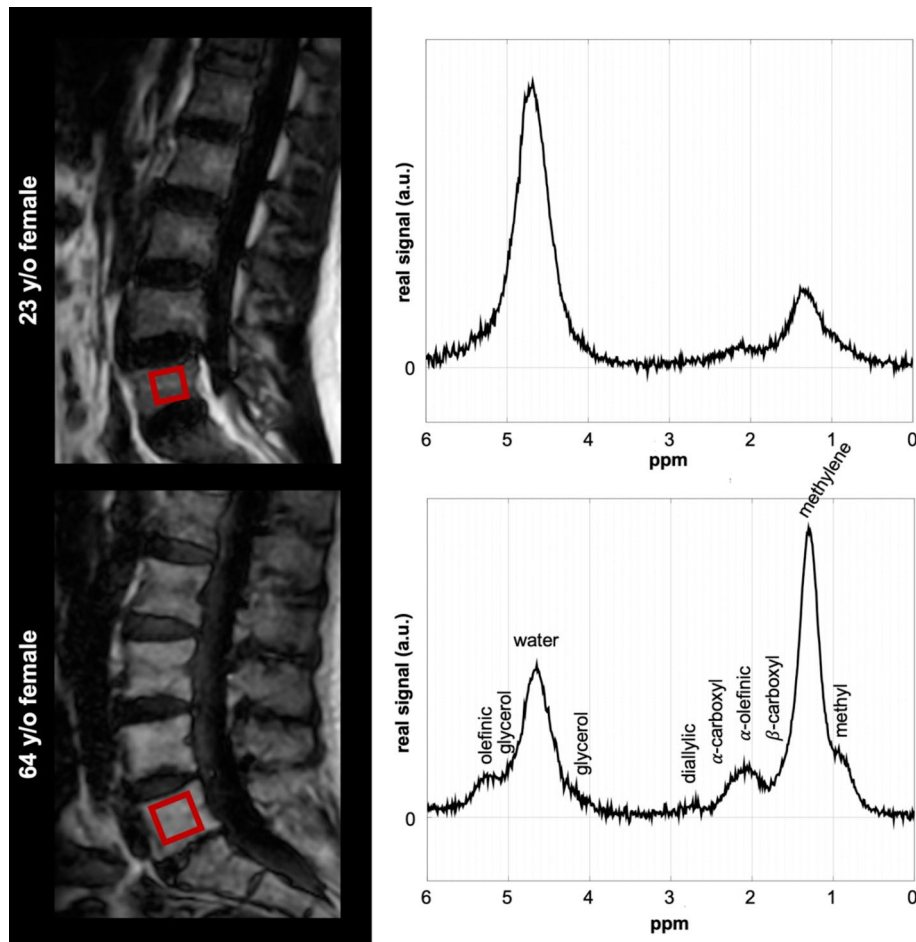 23 y/o female
real signal (a.u.)
0
6 5 4 3 2 1 0
ppm
64 y/o female
real signal (a.u.)
0
olefinic
glycerol
water
glycerol
diallylic
α-carboxyl
α-olefinic
β-carboxyl
methylene
methyl
6 5 4 3 2 1 0
ppm